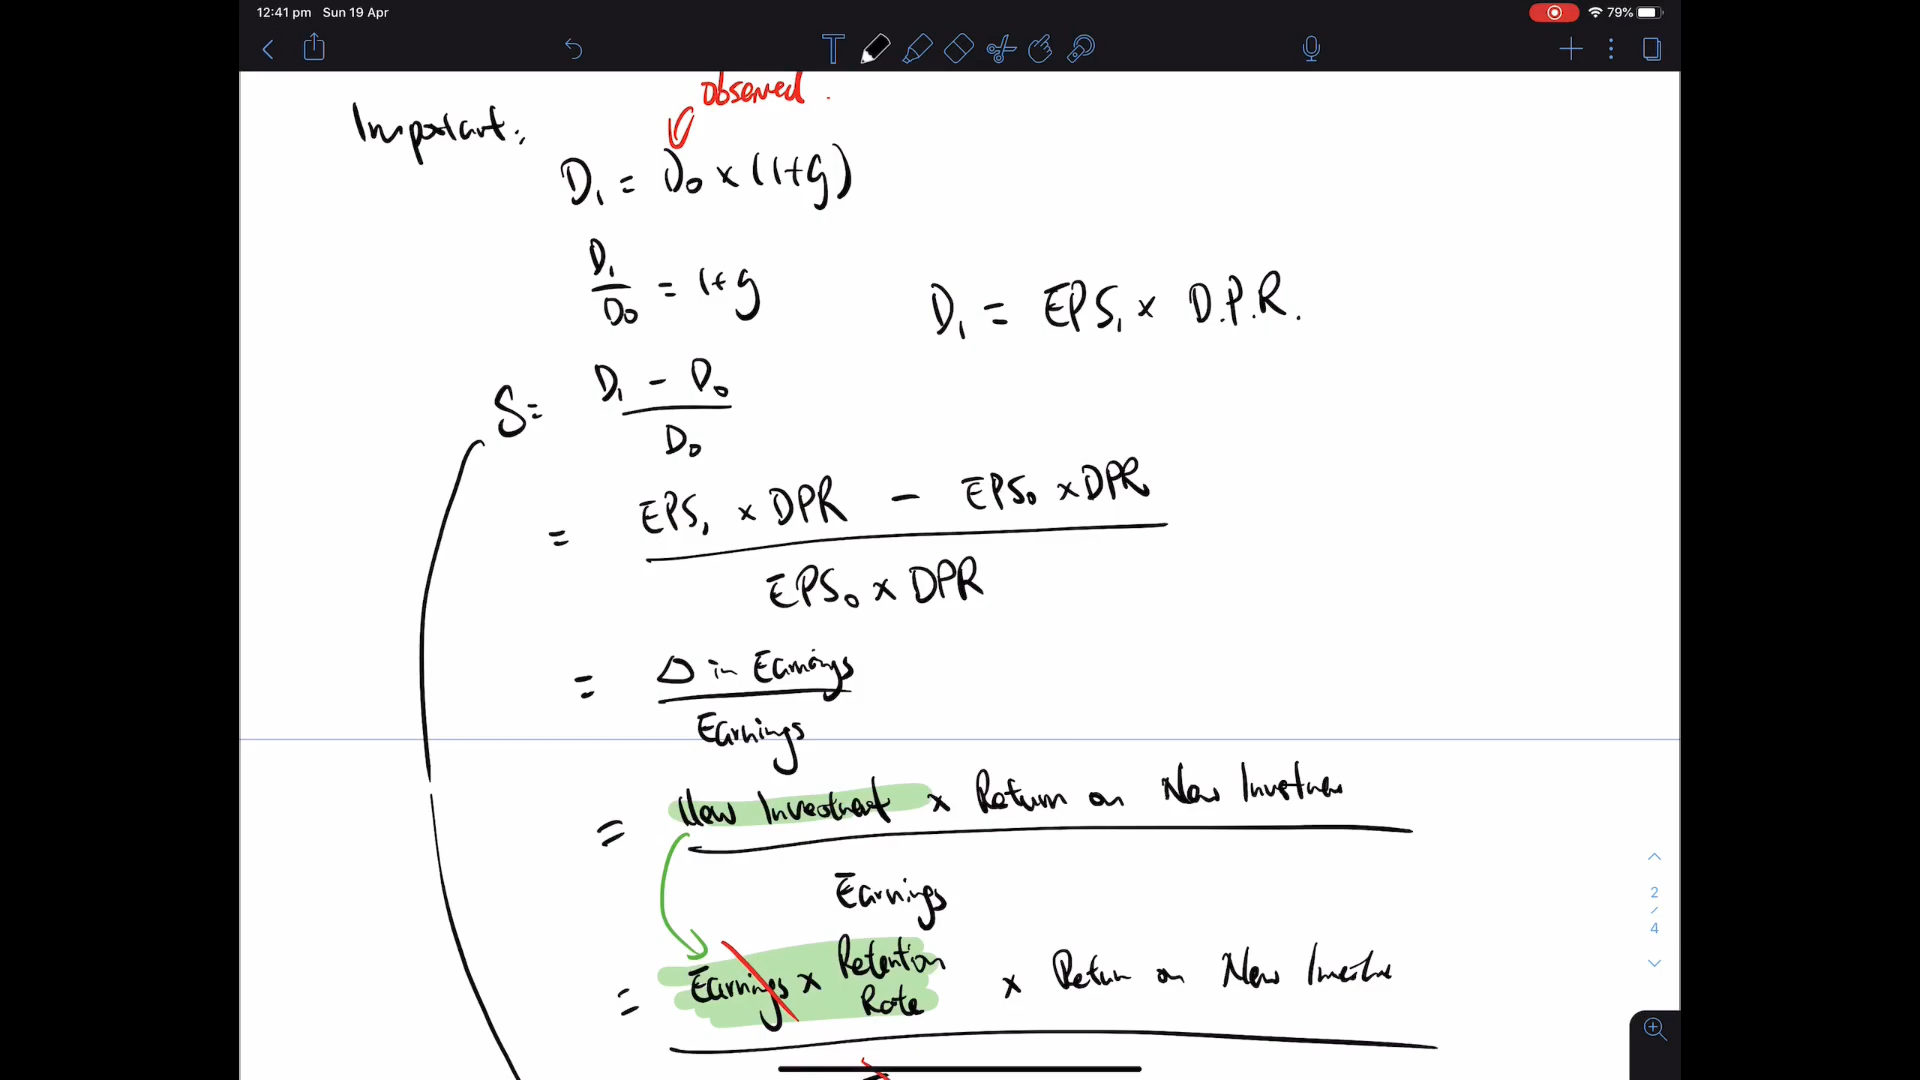 12:41 pm Sun 19 Apr 79%
observed.
Important:
D₁ = D₀ x (1+g)
D₁/D₀ = 1+g
D₁ = EPS₁ x D.P.R.
g = D₁ - D₀
D₀
= EPS₁ x DPR - EPS₀ x DPR
EPS₀ x DPR
= Δ in Earnings
Earnings
= New Investment x Return on New Investment
Earnings
= Earnings x Retention Rate x Return on New Investment
2
/
4